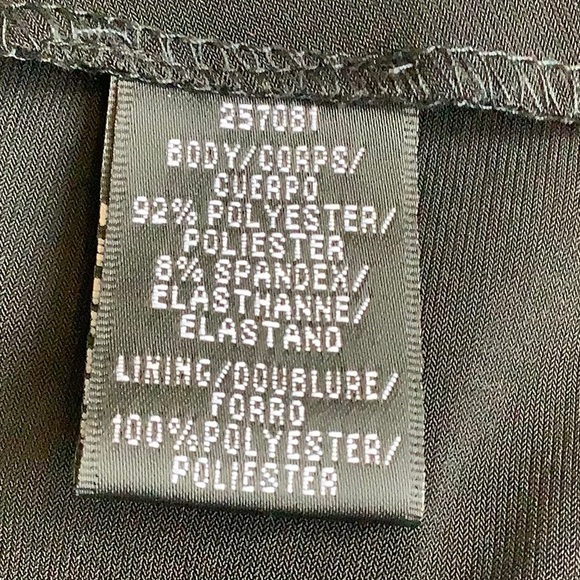 257081
BODY/CORPS/
CUERPO
92% POLYESTER/
POLIESTER
8% SPANDEX/
ELASTHANNE/
ELASTANO
LINING/DOUBLURE/
FORRO
100%POLYESTER/
POLIESTER